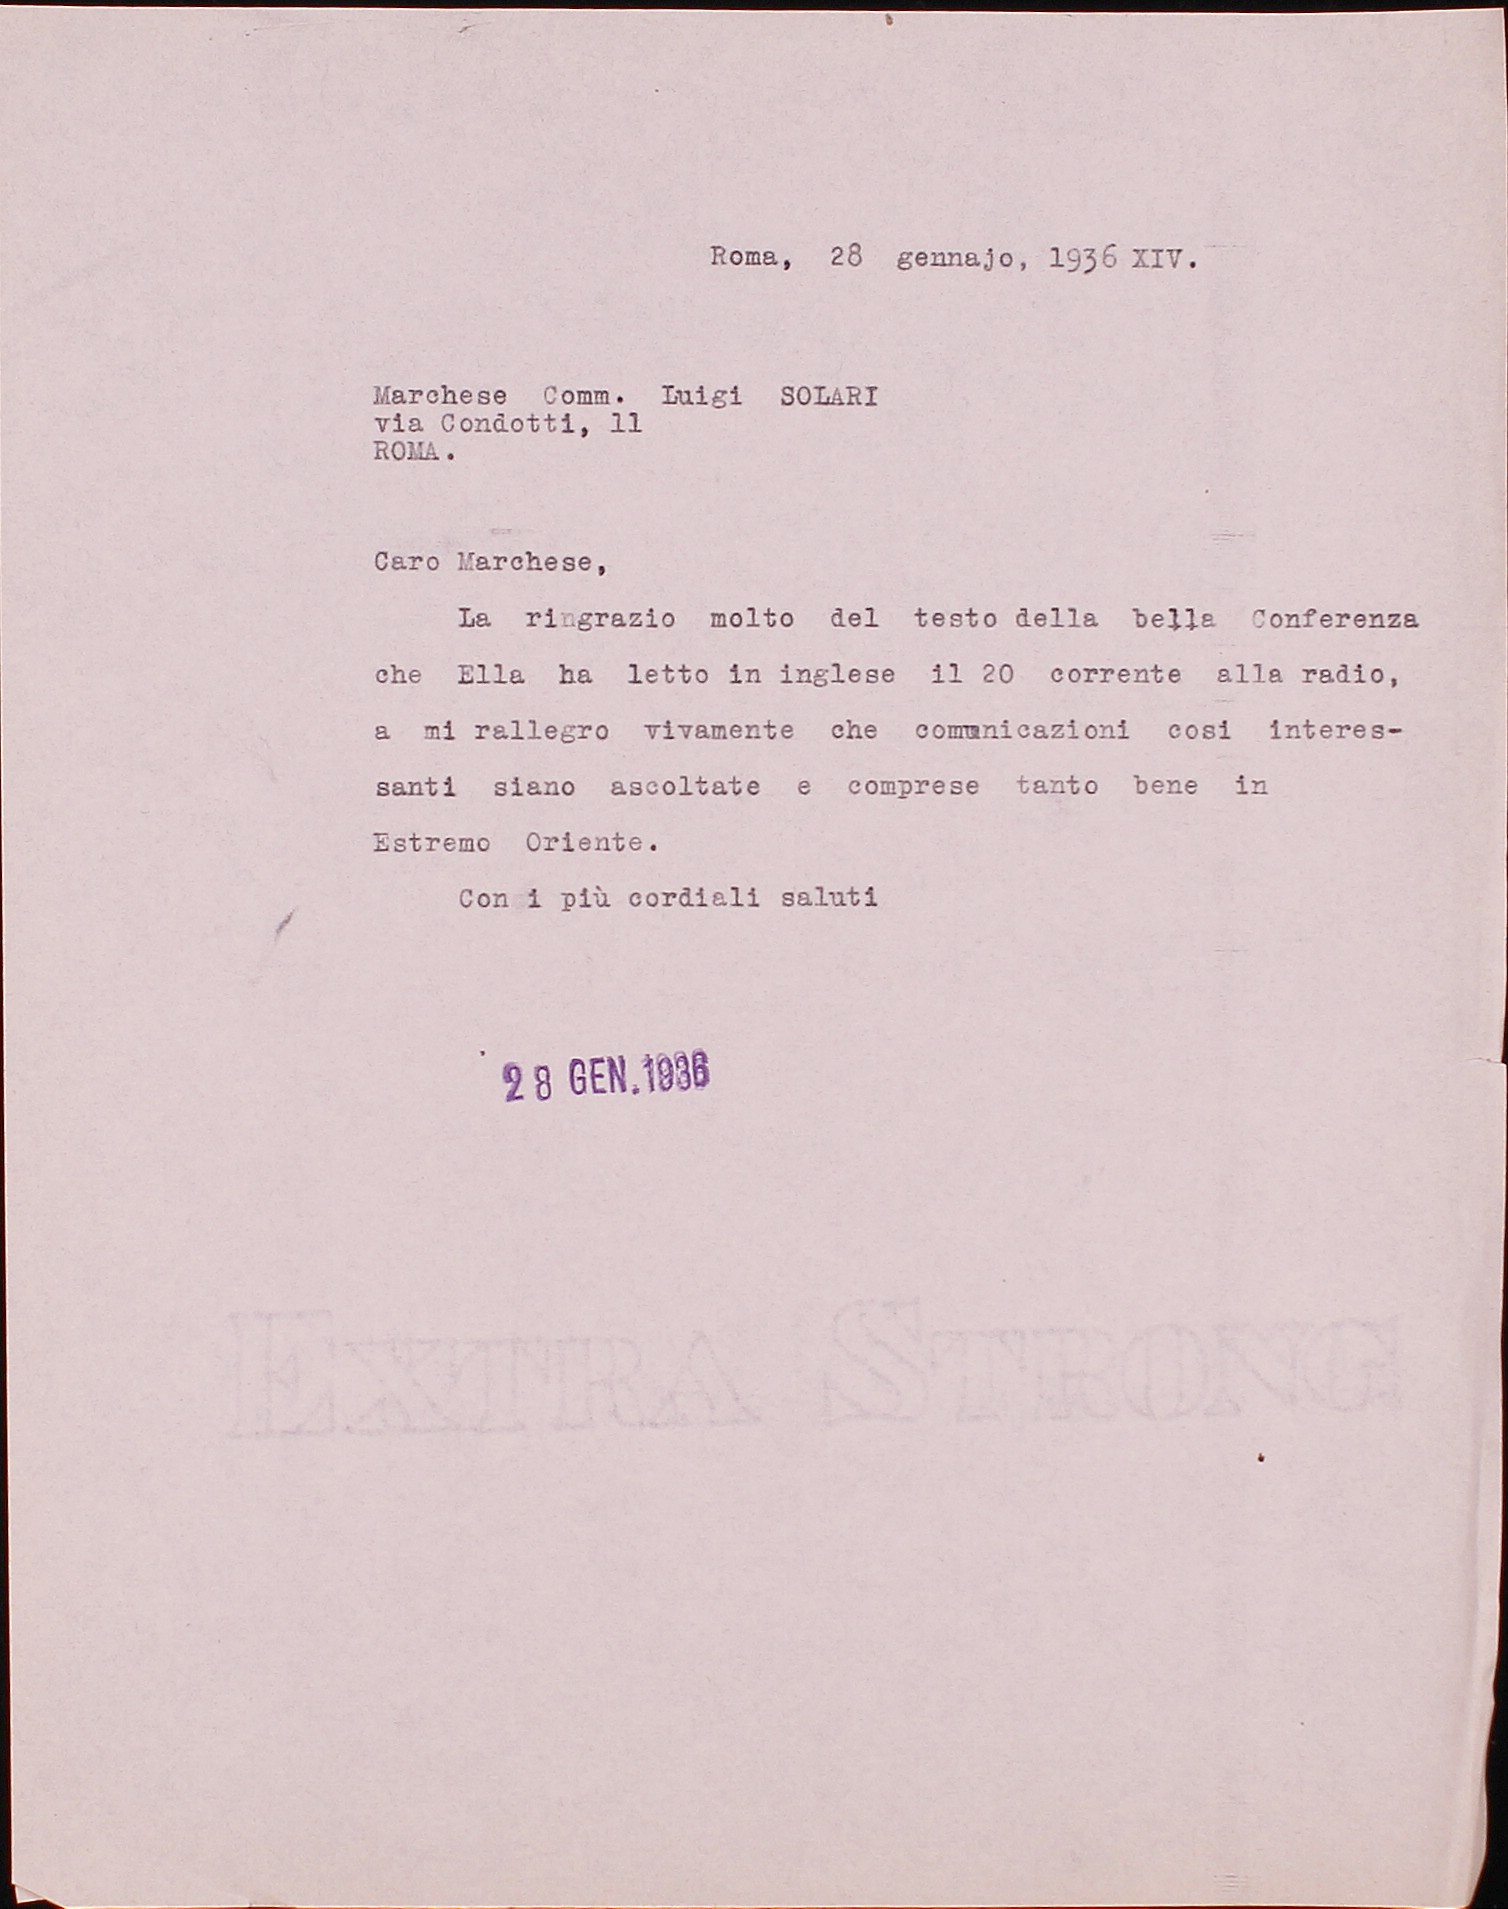 Roma, 28 gennajo, 1936 XIV.
Marchese Comm. Luigi SOLARI
via Condotti, 11
ROMA.
Caro Marchese,
La ringrazio molto del testo della bella Conferenza
che Ella ha letto in inglese il 20 corrente alla radio,
a mi rallegro vivamente che comunicazioni cosi interes-
santi siano ascoltate e comprese tanto bene in
Estremo Oriente.
Con i più cordiali saluti
28 GEN. 1936
EXTRA STRONG